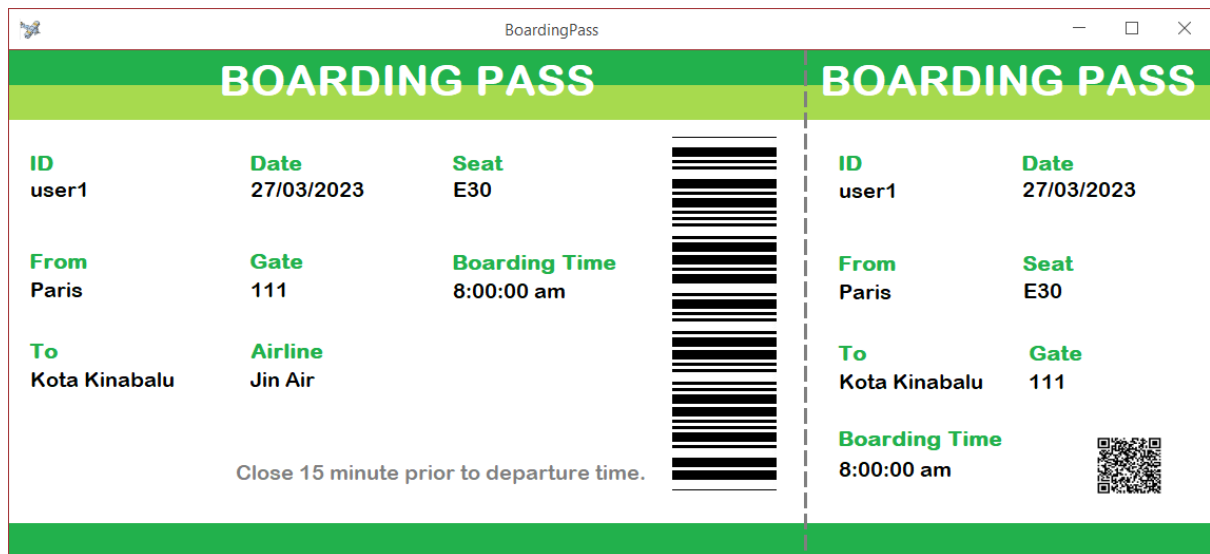 BoardingPass
BOARDING PASS
ID Date Seat
user1 27/03/2023 E30
From Gate Boarding Time
Paris 111 8:00:00 am
To Airline
Kota Kinabalu Jin Air
Close 15 minute prior to departure time.
BOARDING PASS
ID Date
user1 27/03/2023
From Seat
Paris E30
To Gate
Kota Kinabalu 111
Boarding Time
8:00:00 am